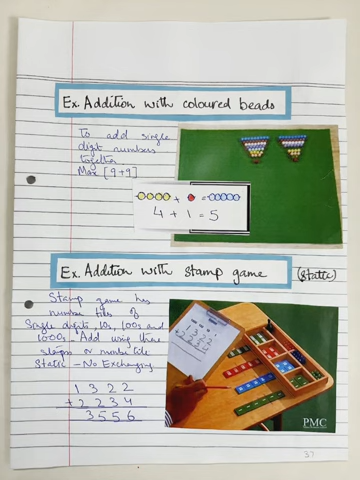 Ex. Addition with coloured beads
To add single
digit numbers
together
Max [9+9]
+ =
4 + 1 = 5
Ex. Addition with stamp game (static)
Stamp game has
number tiles of
Single digits, 10s, 100s and
1000s. Add using these
stamps or number tile
Static - No Exchanging
1 3 2 2
+ 2 2 3 4
3 5 5 6
PMC
37